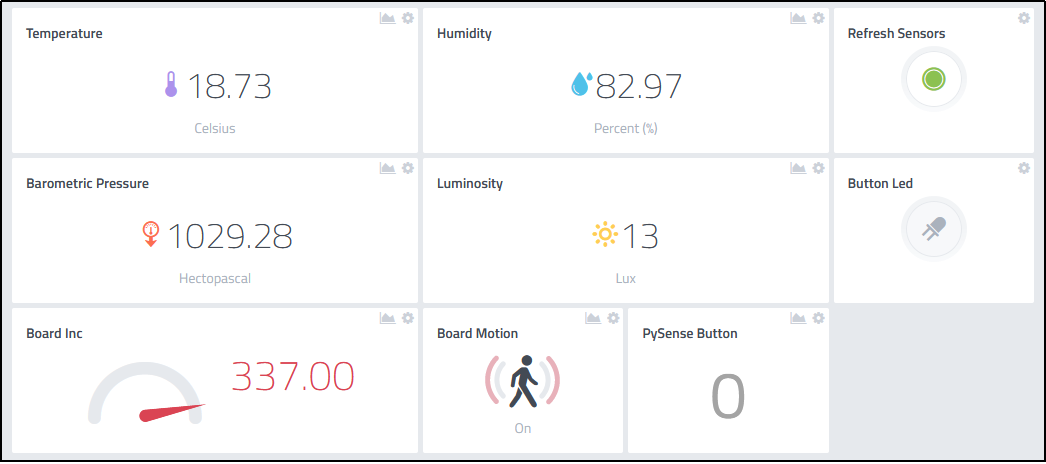 Temperature
18.73
Celsius
Humidity
82.97
Percent (%)
Refresh Sensors
Barometric Pressure
1029.28
Hectopascal
Luminosity
13
Lux
Button Led
Board Inc
337.00
Board Motion
On
PySense Button
0